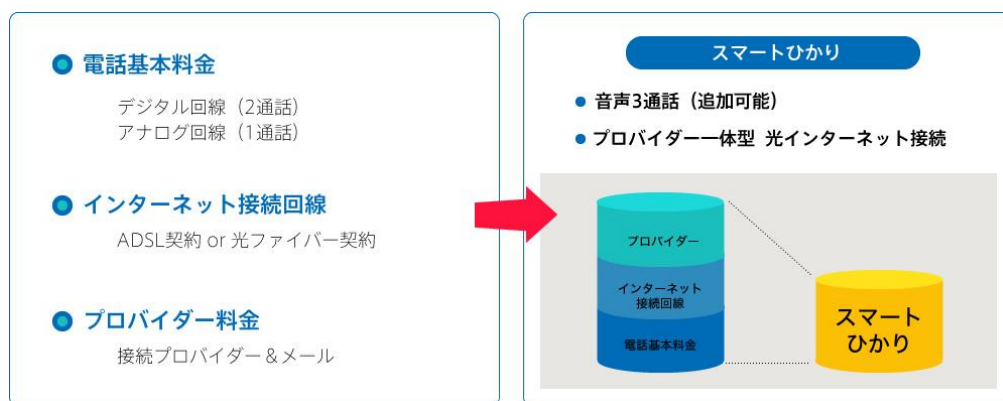 電話基本料金
デジタル回線（2通話）
アナログ回線（1通話）
インターネット接続回線
ADSL契約 or 光ファイバー契約
プロバイダー料金
接続プロバイダー＆メール
スマートひかり
音声3通話（追加可能）
プロバイダー一体型 光インターネット接続
プロバイダー
インターネット
接続回線
電話基本料金
スマート
ひかり